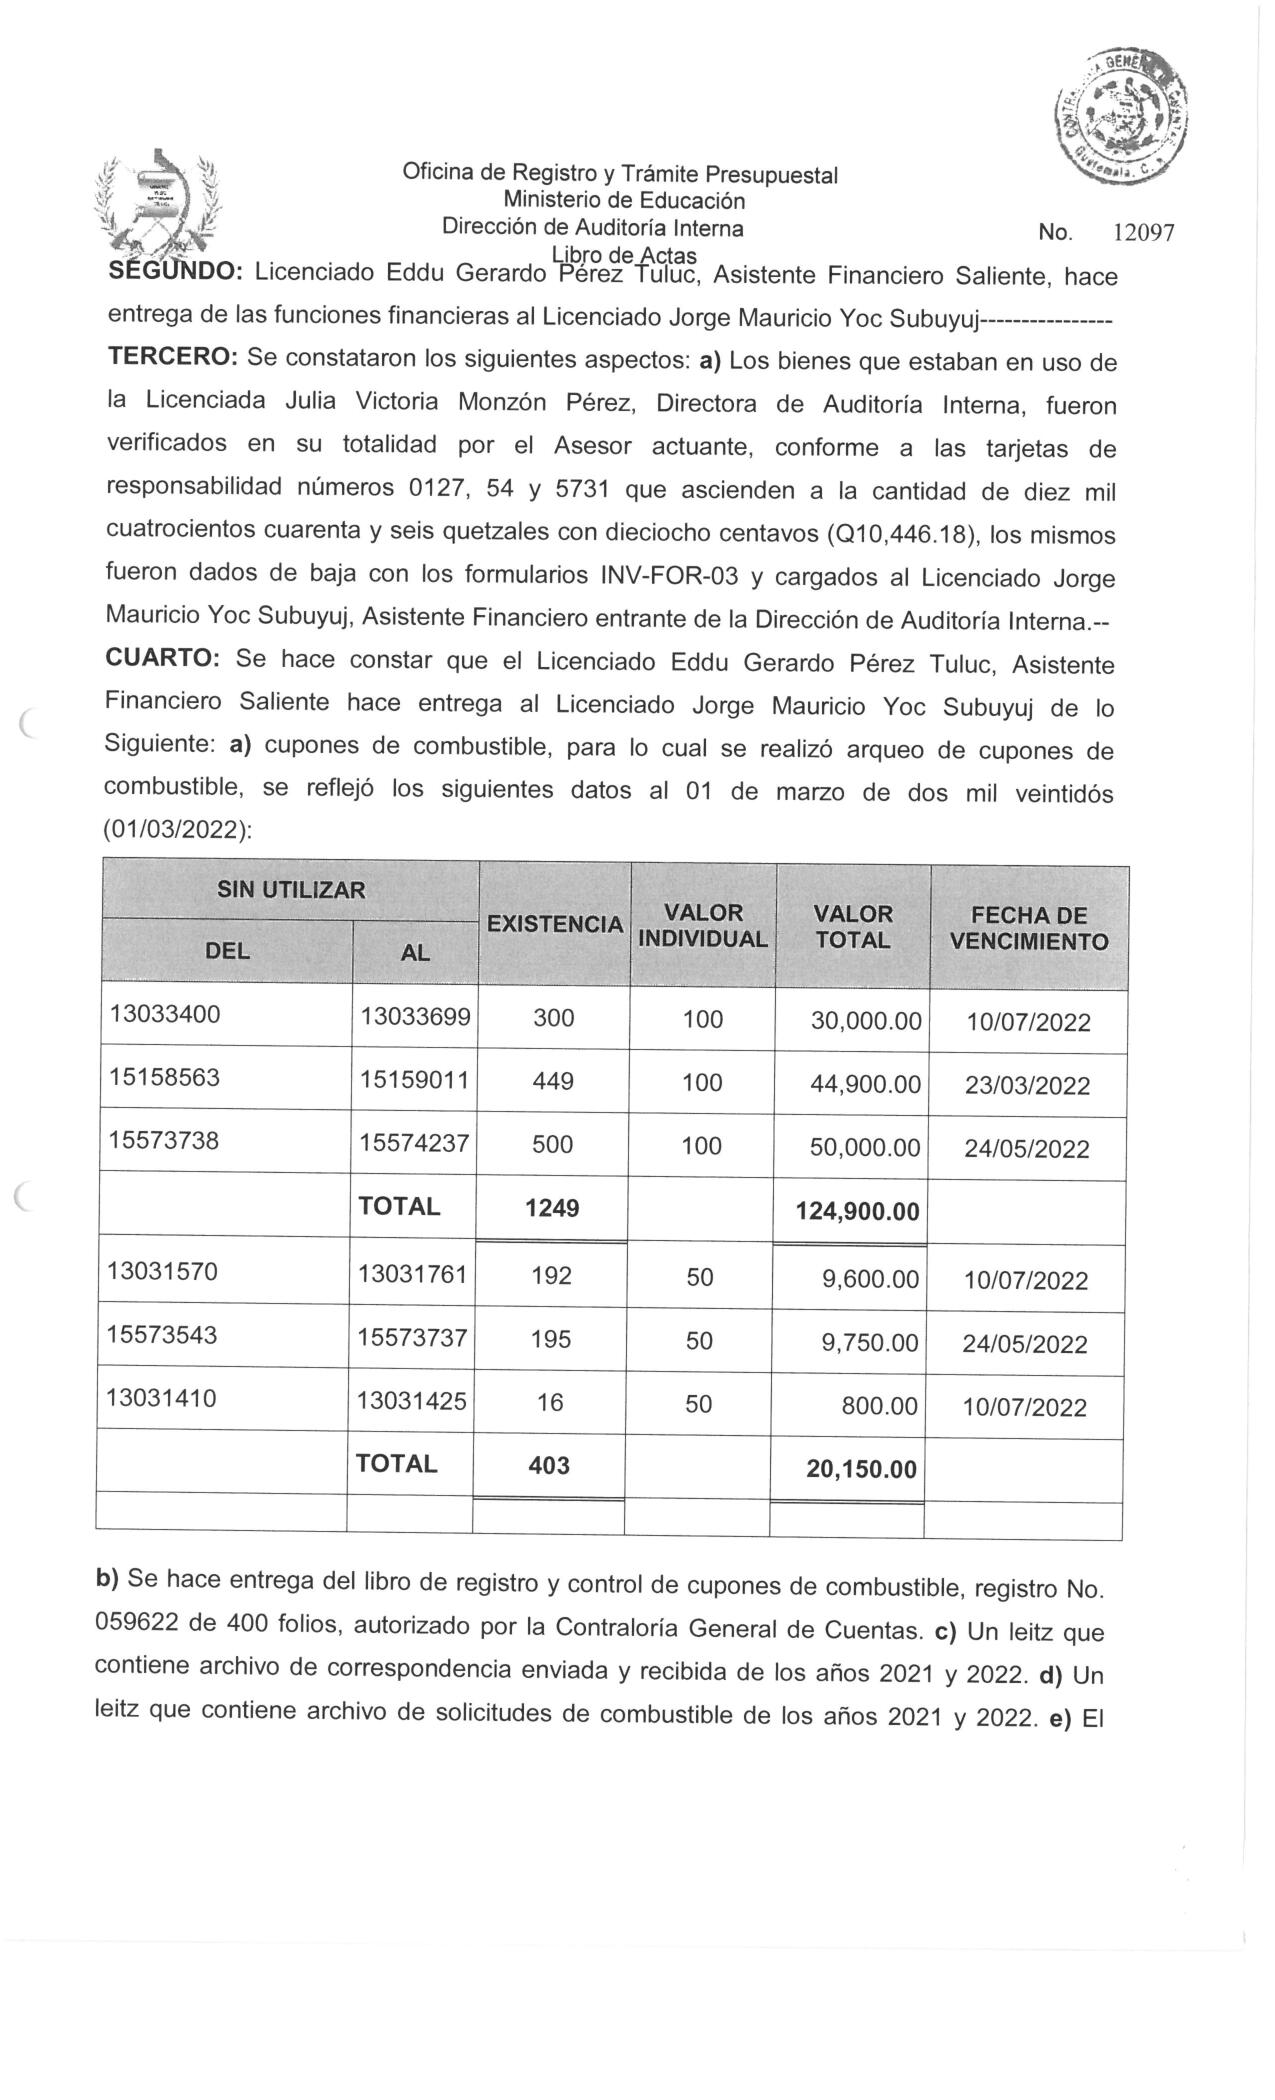 CONTRALORIA GENERAL DE CUENTAS
Guatemala, C. A.
Oficina de Registro y Trámite Presupuestal
Ministerio de Educación
Dirección de Auditoría Interna
No. 12097
Libro de Actas
SEGUNDO: Licenciado Eddu Gerardo Pérez Tuluc, Asistente Financiero Saliente, hace
entrega de las funciones financieras al Licenciado Jorge Mauricio Yoc Subuyuj----------------
TERCERO: Se constataron los siguientes aspectos: a) Los bienes que estaban en uso de
la Licenciada Julia Victoria Monzón Pérez, Directora de Auditoría Interna, fueron
verificados en su totalidad por el Asesor actuante, conforme a las tarjetas de
responsabilidad números 0127, 54 y 5731 que ascienden a la cantidad de diez mil
cuatrocientos cuarenta y seis quetzales con dieciocho centavos (Q10,446.18), los mismos
fueron dados de baja con los formularios INV-FOR-03 y cargados al Licenciado Jorge
Mauricio Yoc Subuyuj, Asistente Financiero entrante de la Dirección de Auditoría Interna.--
CUARTO: Se hace constar que el Licenciado Eddu Gerardo Pérez Tuluc, Asistente
Financiero Saliente hace entrega al Licenciado Jorge Mauricio Yoc Subuyuj de lo
Siguiente: a) cupones de combustible, para lo cual se realizó arqueo de cupones de
combustible, se reflejó los siguientes datos al 01 de marzo de dos mil veintidós
(01/03/2022):
SIN UTILIZAR EXISTENCIA VALOR INDIVIDUAL VALOR TOTAL FECHA DE VENCIMIENTO
DEL AL
13033400 13033699 300 100 30,000.00 10/07/2022
15158563 15159011 449 100 44,900.00 23/03/2022
15573738 15574237 500 100 50,000.00 24/05/2022
TOTAL 1249 124,900.00
13031570 13031761 192 50 9,600.00 10/07/2022
15573543 15573737 195 50 9,750.00 24/05/2022
13031410 13031425 16 50 800.00 10/07/2022
TOTAL 403 20,150.00
b) Se hace entrega del libro de registro y control de cupones de combustible, registro No.
059622 de 400 folios, autorizado por la Contraloría General de Cuentas. c) Un leitz que
contiene archivo de correspondencia enviada y recibida de los años 2021 y 2022. d) Un
leitz que contiene archivo de solicitudes de combustible de los años 2021 y 2022. e) El